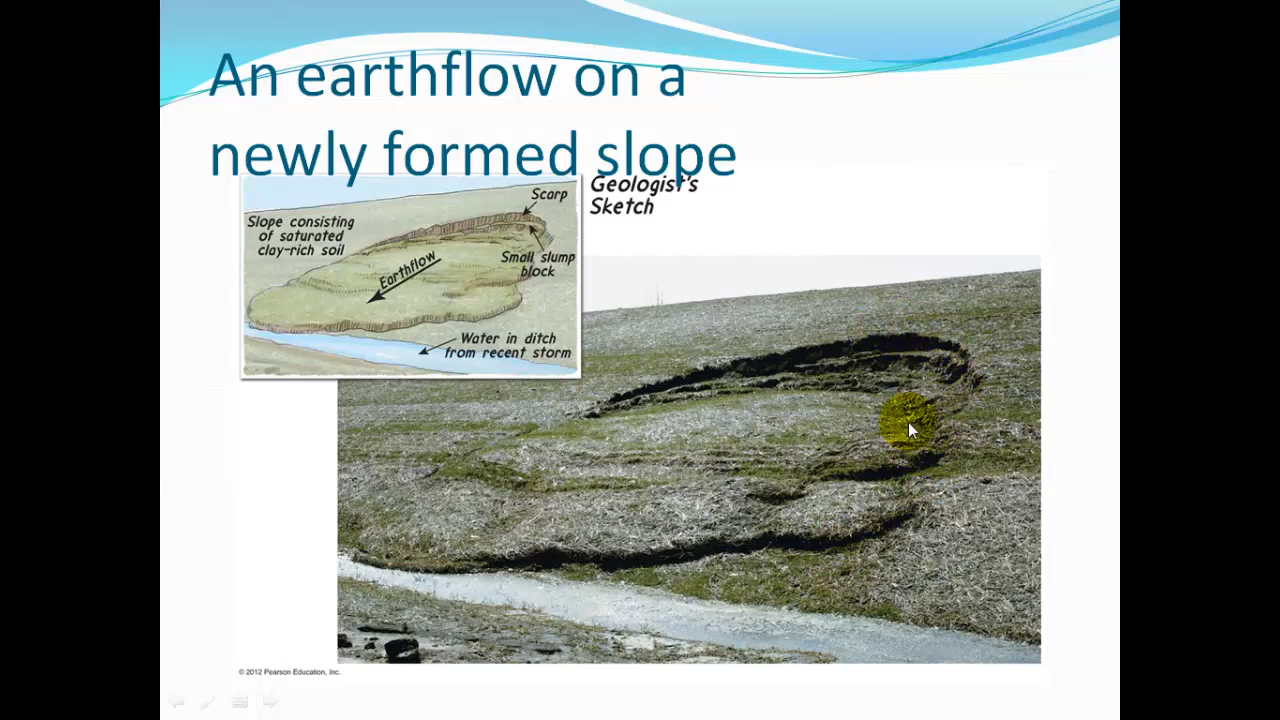 An earthflow on a
newly formed slope
Geologist's
Sketch
Scarp
Slope consisting
of saturated
clay-rich soil
Small slump
block
Earthflow
Water in ditch
from recent storm
© 2012 Pearson Education, Inc.